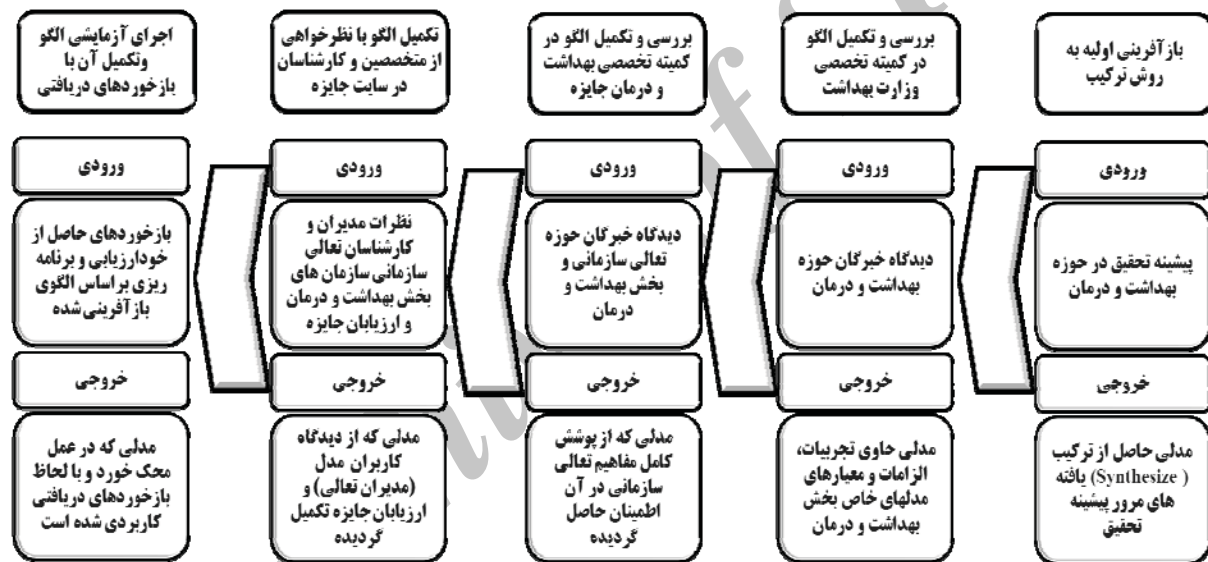 بازآفرینی اولیه به
روش ترکیب
ورودی
پیشینه تحقیق در حوزه
بهداشت و درمان
خروجی
مدلی حاصل از ترکیب
( Synthesize) یافته
های مرور پیشینه
تحقیق
بررسی و تکمیل الگو
در کمیته تخصصی
وزارت بهداشت
ورودی
دیدگاه خبرگان حوزه
بهداشت و درمان
خروجی
مدلی حاوی تجربیات،
الزامات و معیارهای
مدلهای خاص بخش
بهداشت و درمان
بررسی و تکمیل الگو در
کمیته تخصصی بهداشت
و درمان جایزه
ورودی
دیدگاه خبرگان حوزه
تعالی سازمانی و
بخش بهداشت و
درمان
خروجی
مدلی که از پوشش
کامل مفاهیم تعالی
سازمانی در آن
اطمینان حاصل
گردیده
تکمیل الگو با نظرخواهی
از متخصصین و کارشناسان
در سایت جایزه
ورودی
نظرات مدیران و
کارشناسان تعالی
سازمانی سازمان های
بخش بهداشت و درمان
و ارزیابان جایزه
خروجی
مدلی که از دیدگاه
کاربران مدل
(مدیران تعالی) و
ارزیابان جایزه تکمیل
گردیده
اجرای آزمایشی الگو
وتکمیل آن با
بازخوردهای دریافتی
ورودی
بازخوردهای حاصل از
خودارزیابی و برنامه
ریزی براساس الگوی
بازآفرینی شده
خروجی
مدلی که در عمل
محک خورد و با لحاظ
بازخوردهای دریافتی
کاربردی شده است